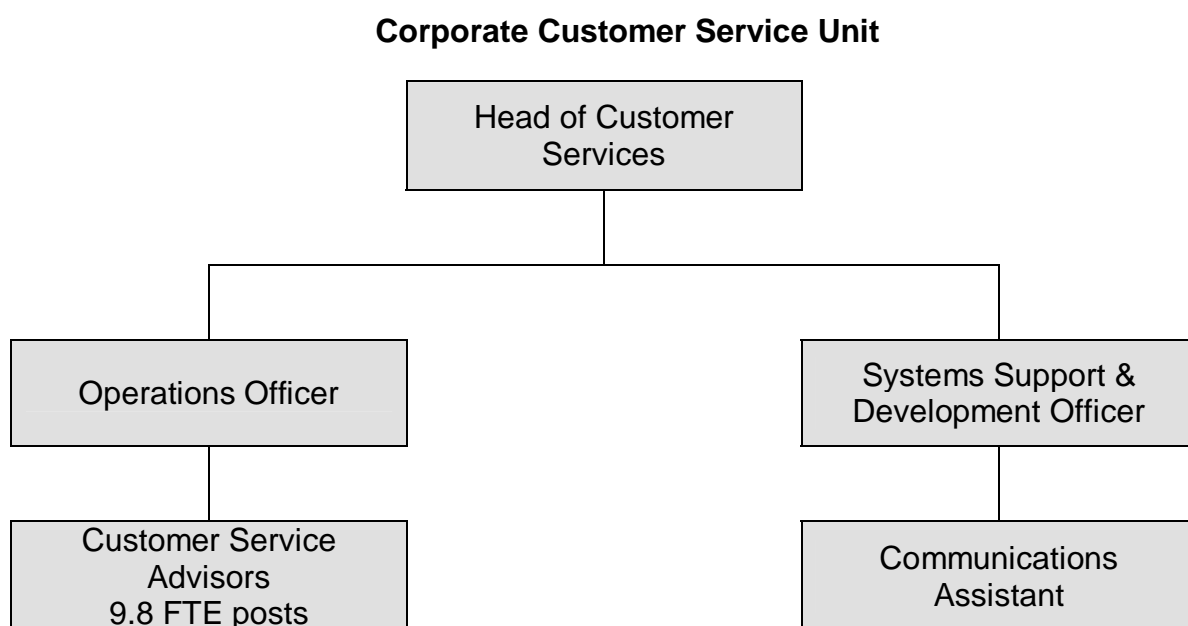 Corporate Customer Service Unit
Head of Customer
Services
Operations Officer
Systems Support &
Development Officer
Customer Service
Advisors
9.8 FTE posts
Communications
Assistant